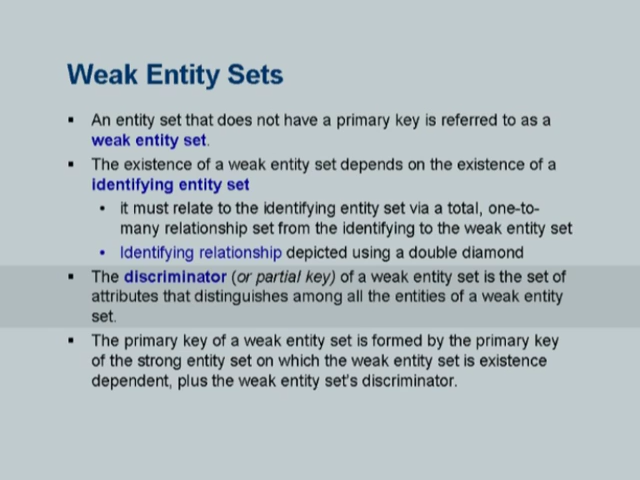 Weak Entity Sets
▪ An entity set that does not have a primary key is referred to as a
weak entity set.
▪ The existence of a weak entity set depends on the existence of a
identifying entity set
• it must relate to the identifying entity set via a total, one-to-
many relationship set from the identifying to the weak entity set
• Identifying relationship depicted using a double diamond
▪ The discriminator (or partial key) of a weak entity set is the set of
attributes that distinguishes among all the entities of a weak entity
set.
▪ The primary key of a weak entity set is formed by the primary key
of the strong entity set on which the weak entity set is existence
dependent, plus the weak entity set's discriminator.